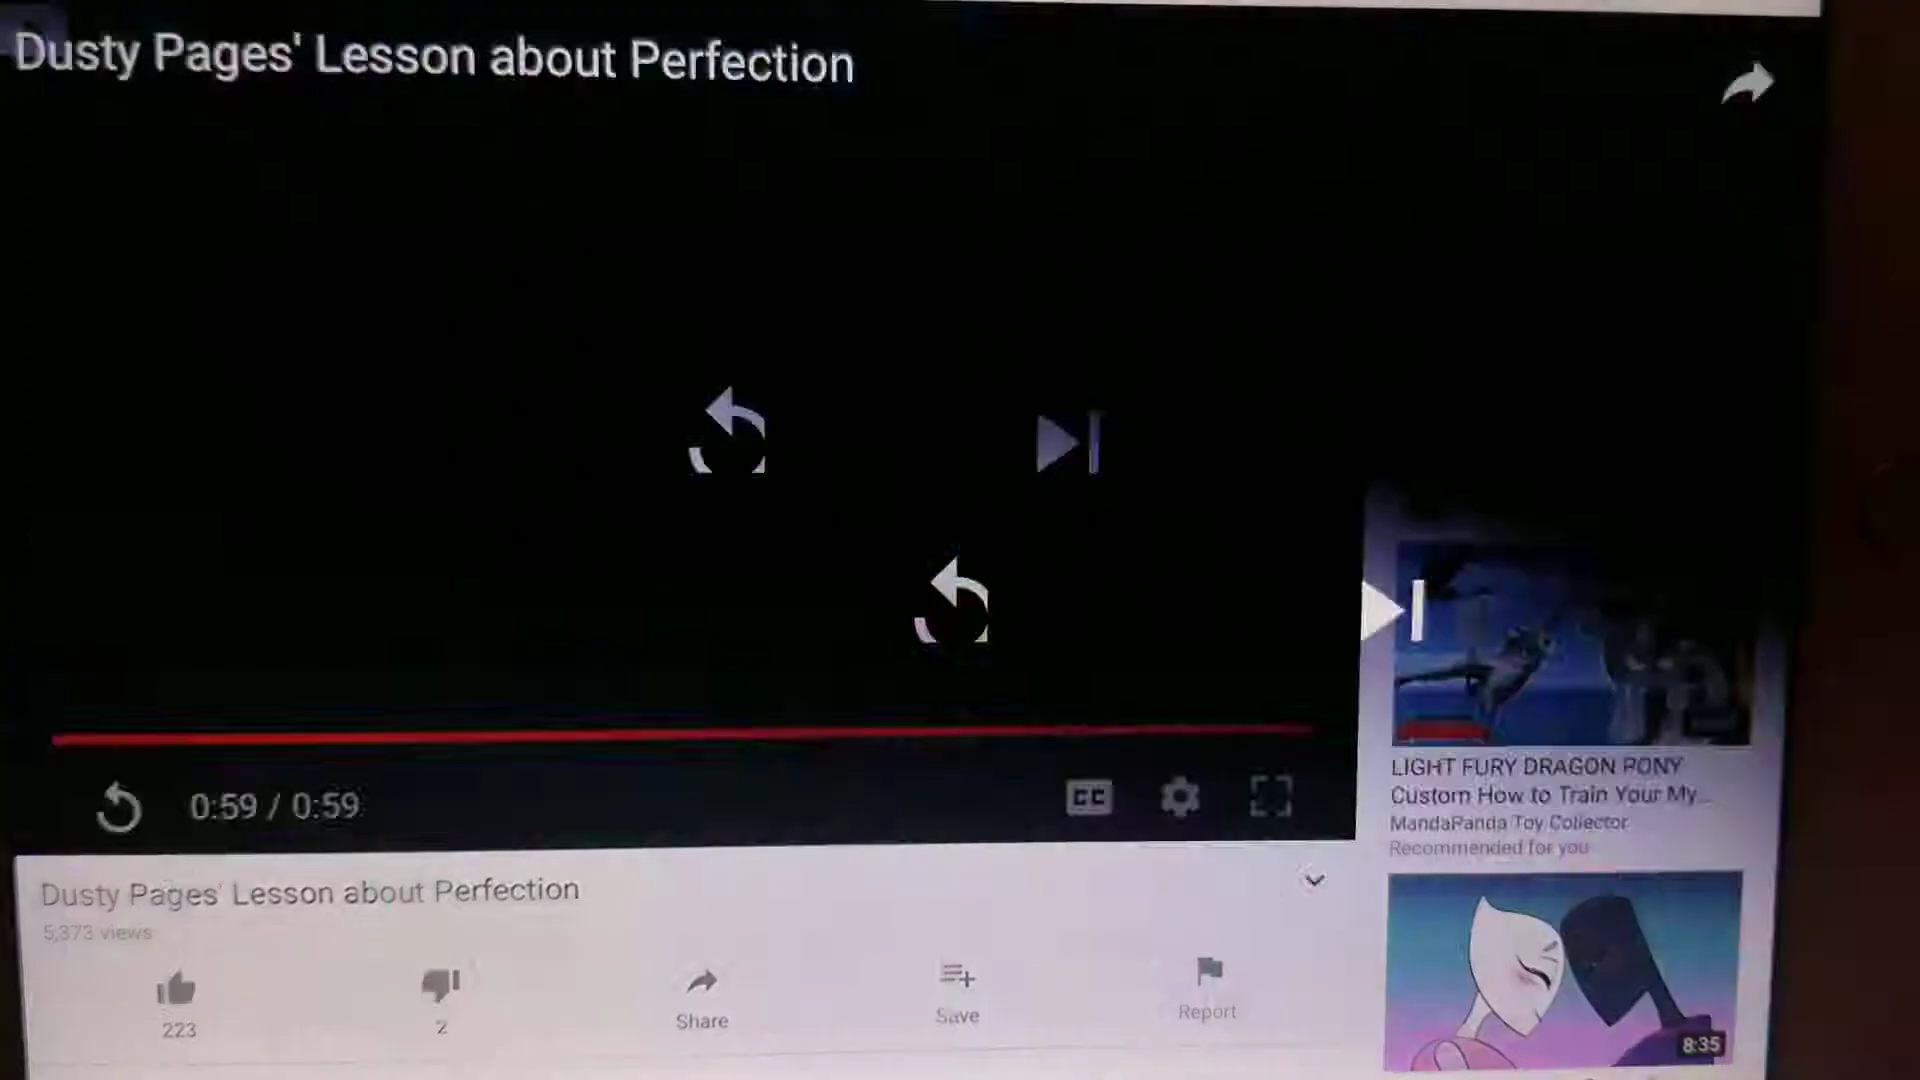 Dusty Pages' Lesson about Perfection
0:59 / 0:59
CC
Dusty Pages' Lesson about Perfection
5,373 views
223
2
Share
Save
Report
LIGHT FURY DRAGON PONY
Custom How to Train Your My...
MandaPanda Toy Collector
Recommended for you
8:35